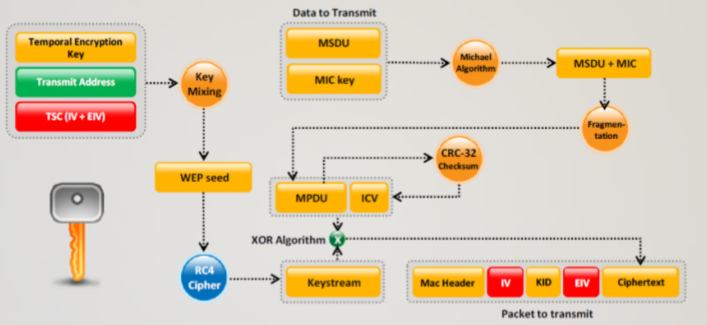 Data to Transmit
Temporal Encryption
Key
Transmit Address
TSC (IV + EIV)
Key
Mixing
MSDU
MIC key
Michael
Algorithm
MSDU + MIC
Fragmen-
tation
CRC-32
Checksum
WEP seed
MPDU
ICV
XOR Algorithm
X
RC4
Cipher
Keystream
Mac Header
IV
KID
EIV
Ciphertext
Packet to transmit